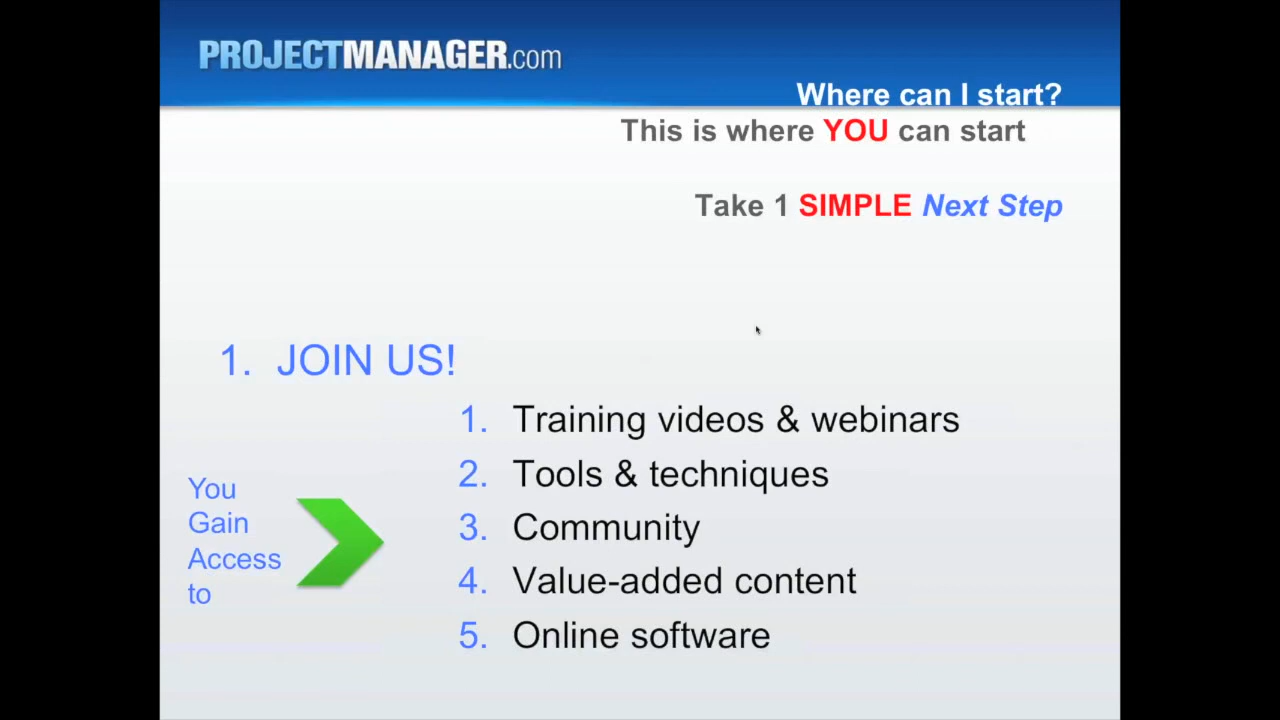 PROJECTMANAGER.com
Where can I start?
This is where YOU can start
Take 1 SIMPLE Next Step
1. JOIN US!
You
Gain
Access
to
1. Training videos & webinars
2. Tools & techniques
3. Community
4. Value-added content
5. Online software